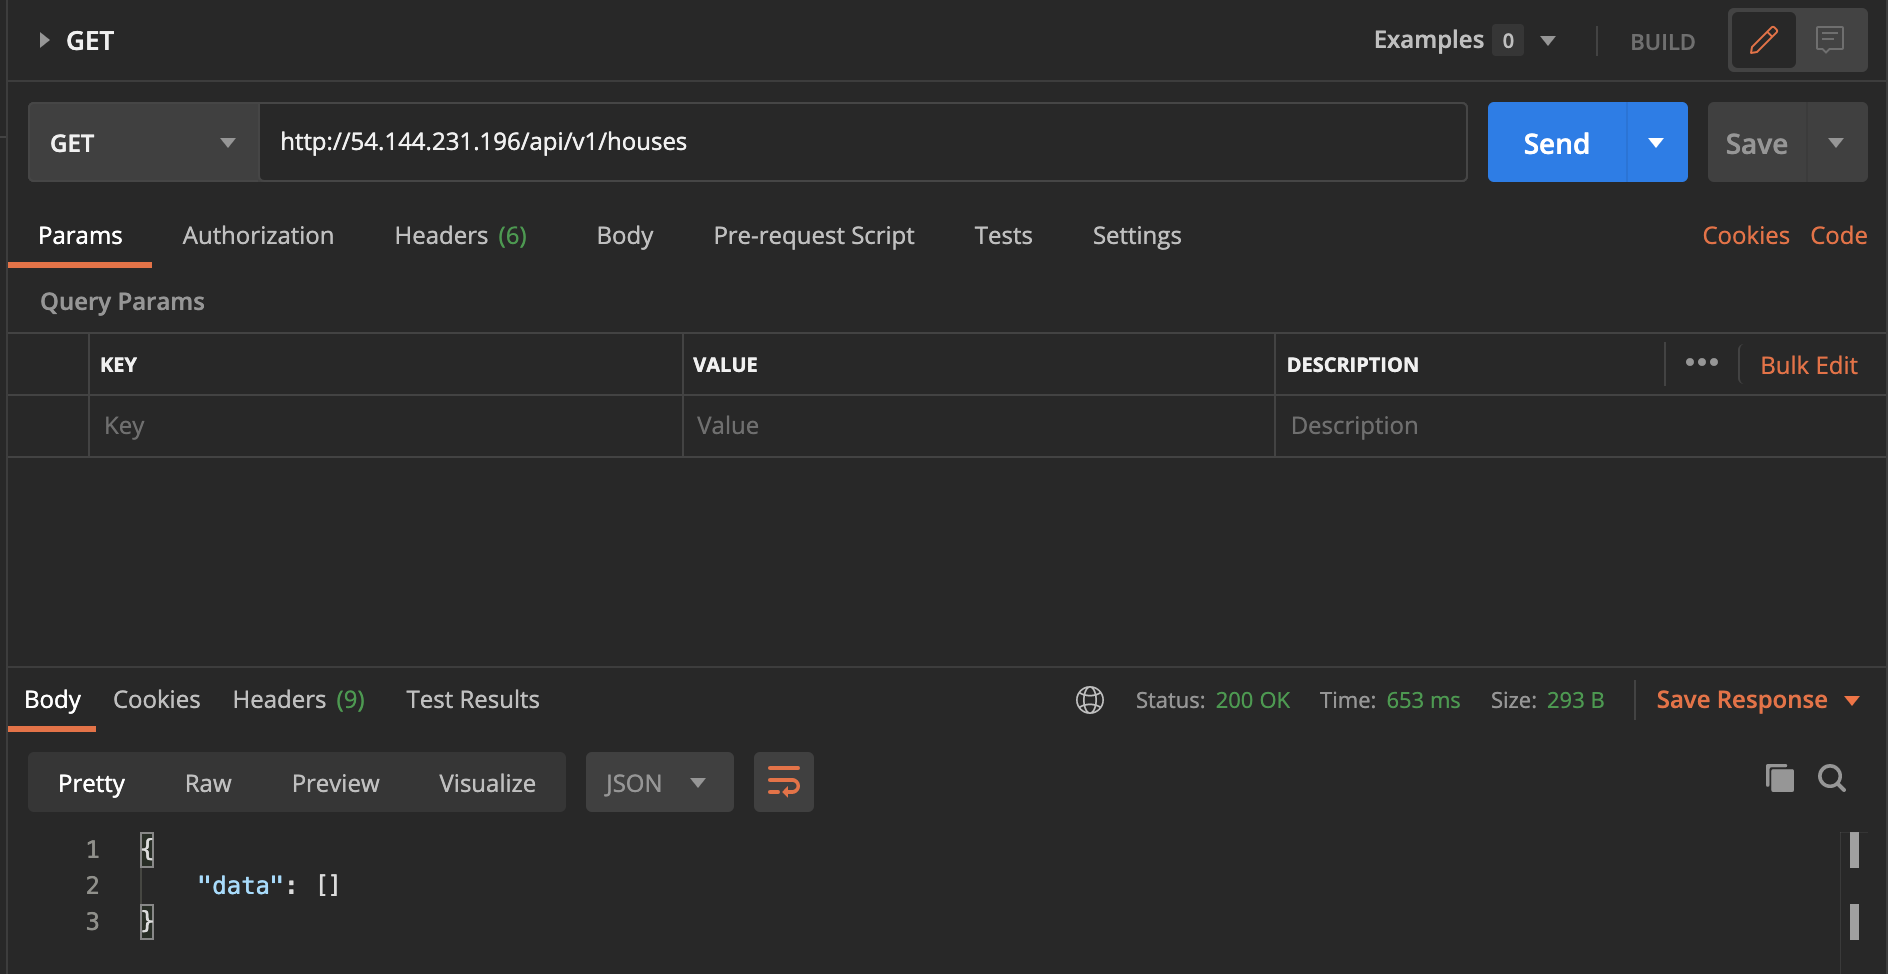 GET
Examples 0 BUILD
GET http://54.144.231.196/api/v1/houses Send Save
Params Authorization Headers (6) Body Pre-request Script Tests Settings Cookies Code
Query Params
KEY VALUE DESCRIPTION ••• Bulk Edit
Key Value Description
Body Cookies Headers (9) Test Results Status: 200 OK Time: 653 ms Size: 293 B Save Response
Pretty Raw Preview Visualize JSON
1 {
2 "data": []
3 }